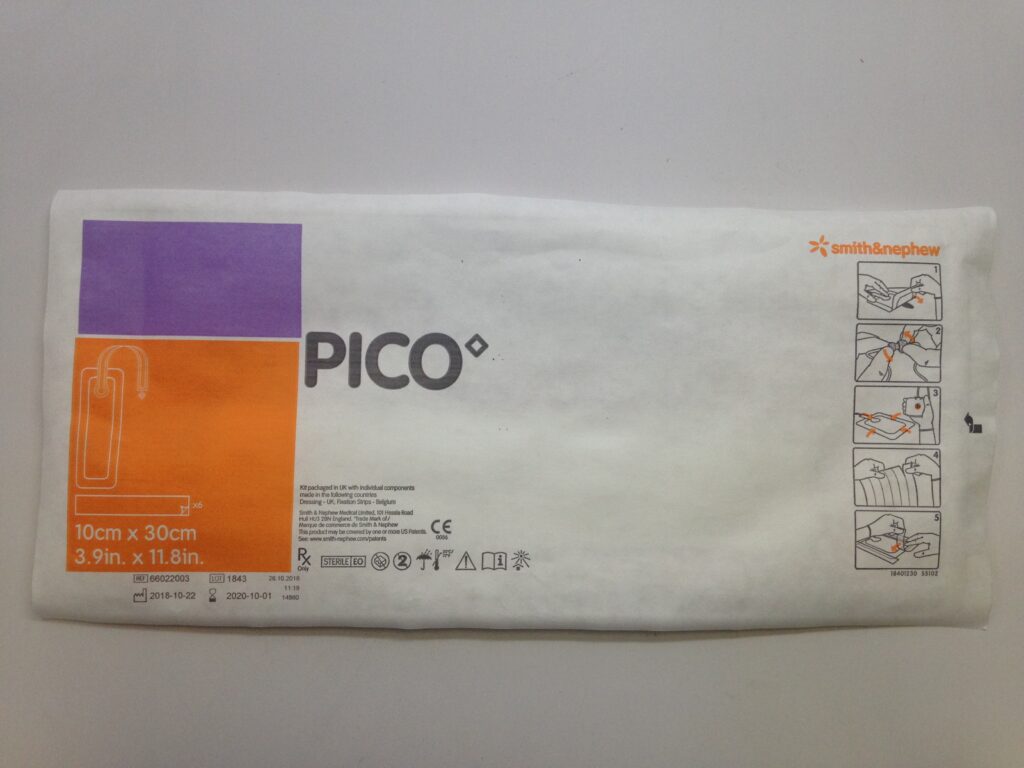 smith&nephew
1
2
3
4
5
PICO
x6
10cm x 30cm
3.9in. x 11.8in.
Kit packaged in UK with individual components
made in the following countries
Dressing - UK, Fixation Strips - Belgium
Smith & Nephew Medical Limited, 101 Hessle Road
Hull HU3 2BN England. *Trade Mark of/
Marque de commerce de Smith & Nephew
This product may be covered by one or more US Patents.
See: www.smith-nephew.com/patents
CE
0086
Rx
Only
STERILE EO
2
REF 66022003 LOT 1843 26.10.2018
11:19
2018-10-22 2020-10-01 14860
18401230 55102